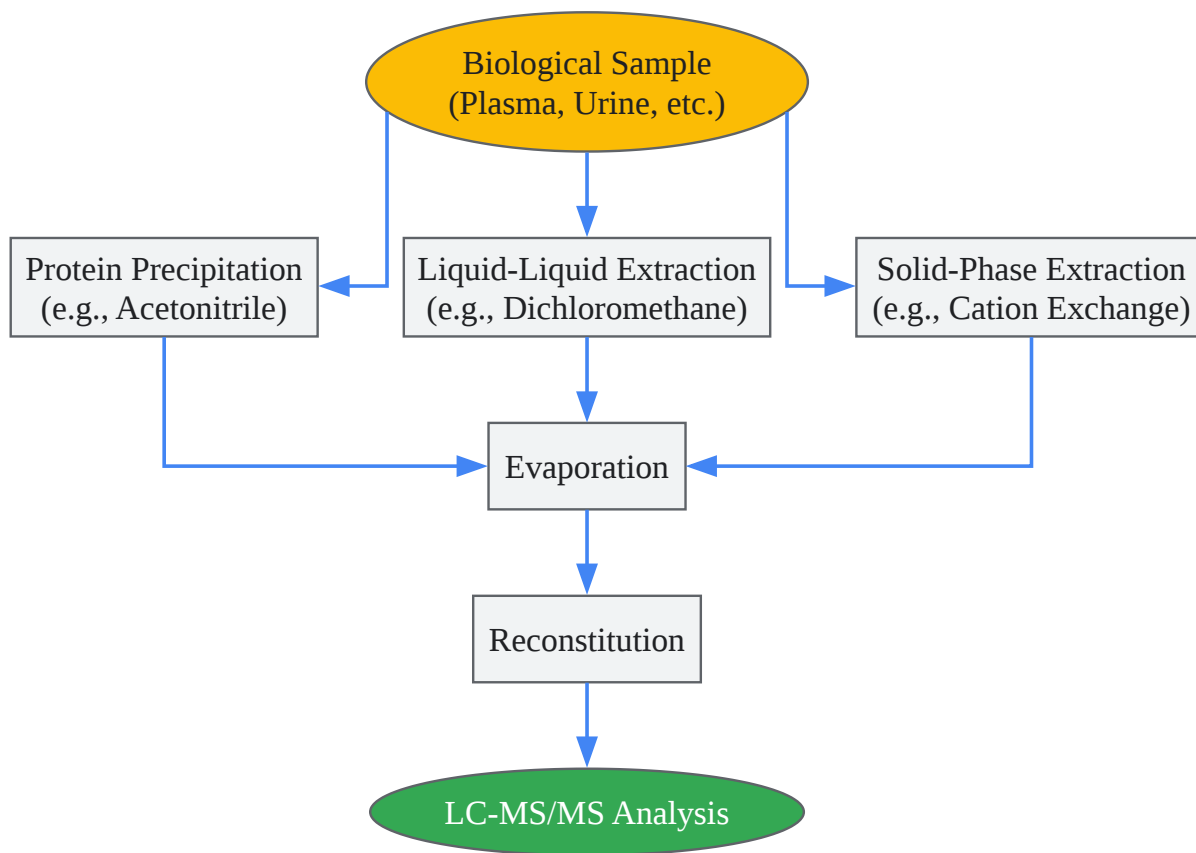 Biological Sample
(Plasma, Urine, etc.)
Protein Precipitation
(e.g., Acetonitrile)
Liquid-Liquid Extraction
(e.g., Dichloromethane)
Solid-Phase Extraction
(e.g., Cation Exchange)
Evaporation
Reconstitution
LC-MS/MS Analysis